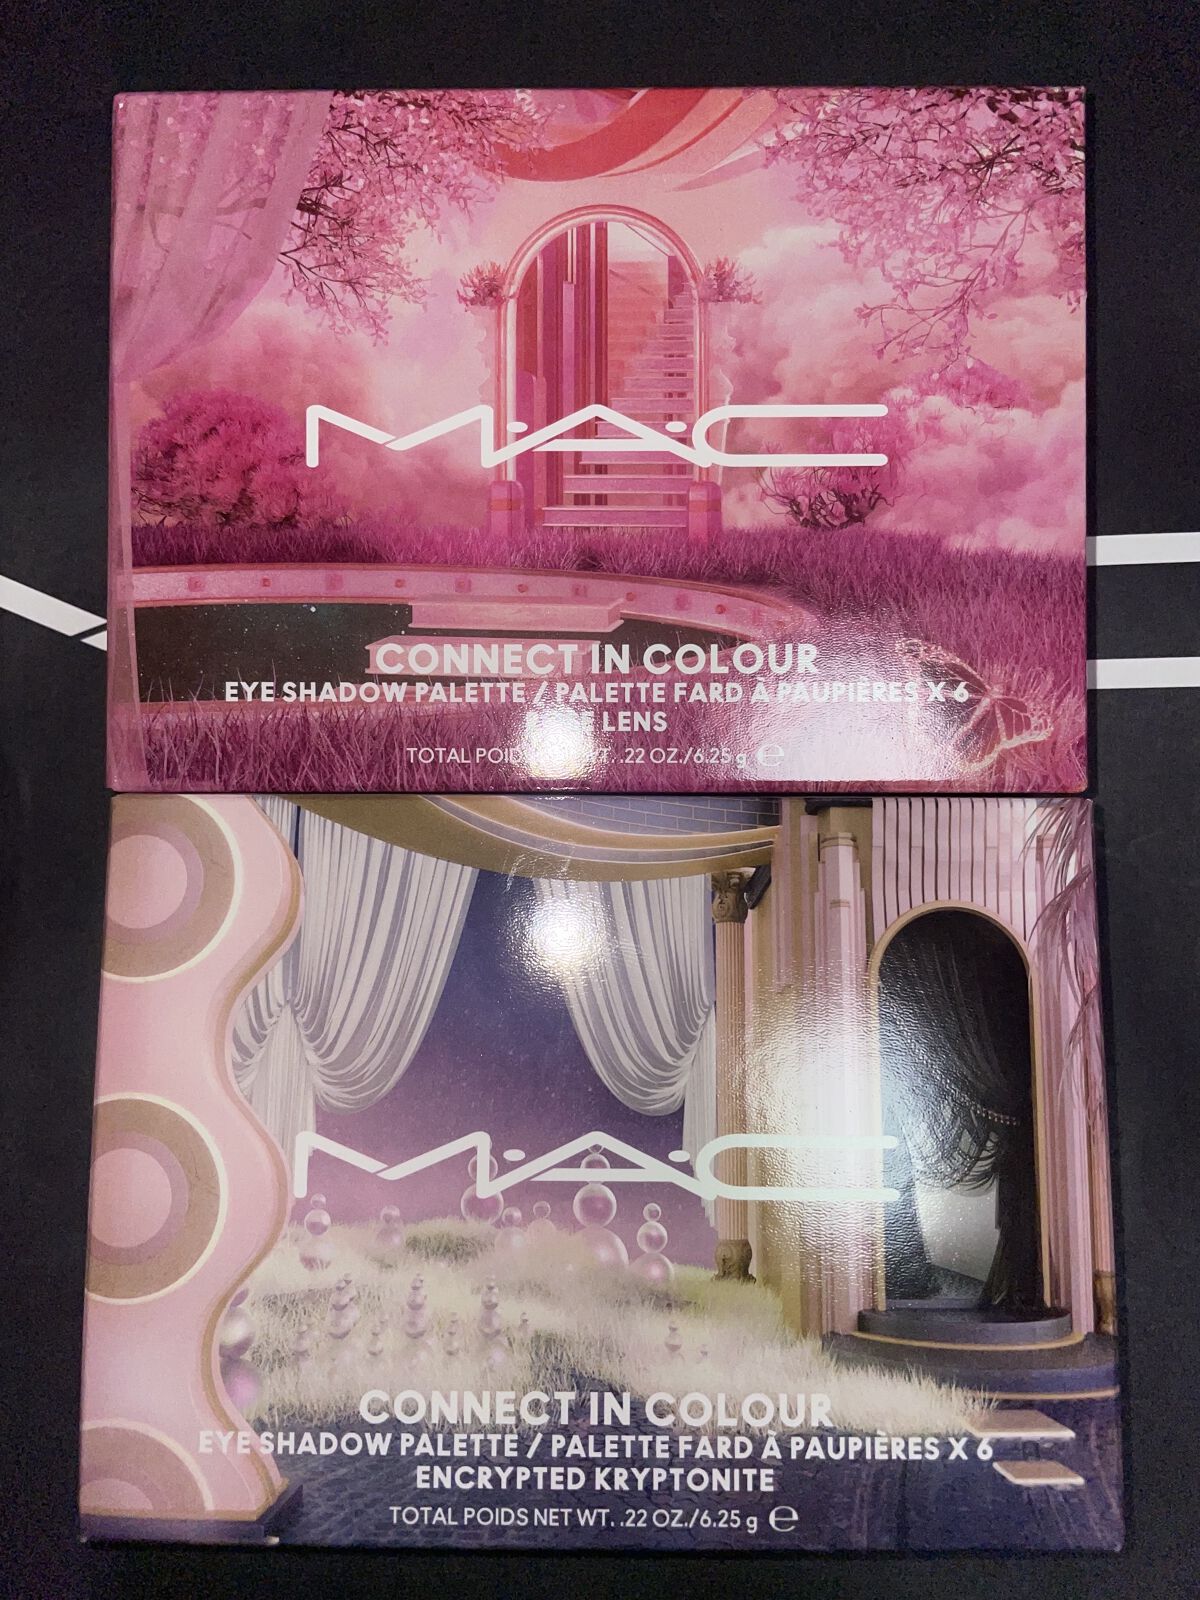 M·A·C
CONNECT IN COLOUR
EYE SHADOW PALETTE / PALETTE FARD À PAUPIÈRES X 6
LENS
TOTAL POIDS .22 OZ./6.25 g ℮
M·A·C
CONNECT IN COLOUR
EYE SHADOW PALETTE / PALETTE FARD À PAUPIÈRES X 6
ENCRYPTED KRYPTONITE
TOTAL POIDS NET WT. .22 OZ./6.25 g ℮